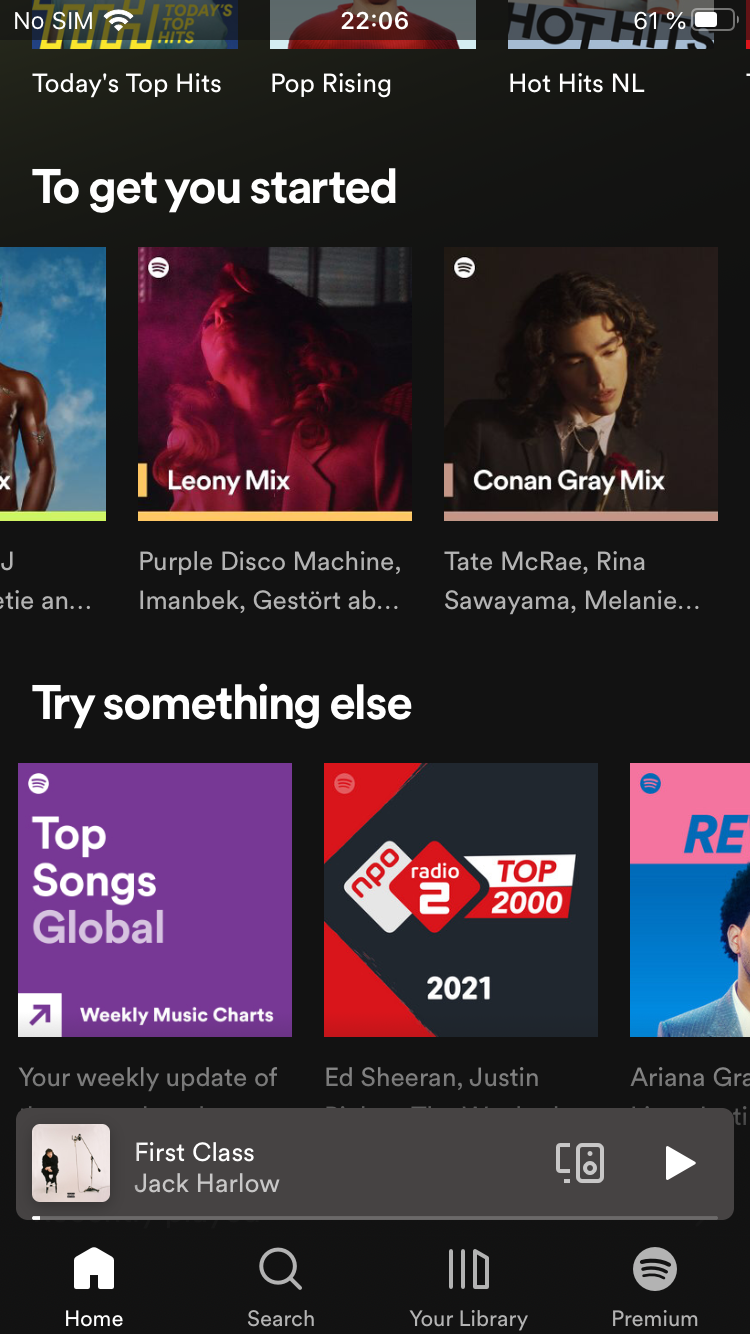 No SIM 22:06 61 %
TODAY'S
TOP
HITS
HOT HITS
Today's Top Hits
Pop Rising
Hot Hits NL
To get you started
x
Leony Mix
Conan Gray Mix
J
etie an...
Purple Disco Machine,
Imanbek, Gestört ab...
Tate McRae, Rina
Sawayama, Melanie...
Try something else
Top
Songs
Global
Weekly Music Charts
npo
radio
2
TOP
2000
2021
RE
Your weekly update of
Ed Sheeran, Justin
Ariana Gra
First Class
Jack Harlow
Home
Search
Your Library
Premium